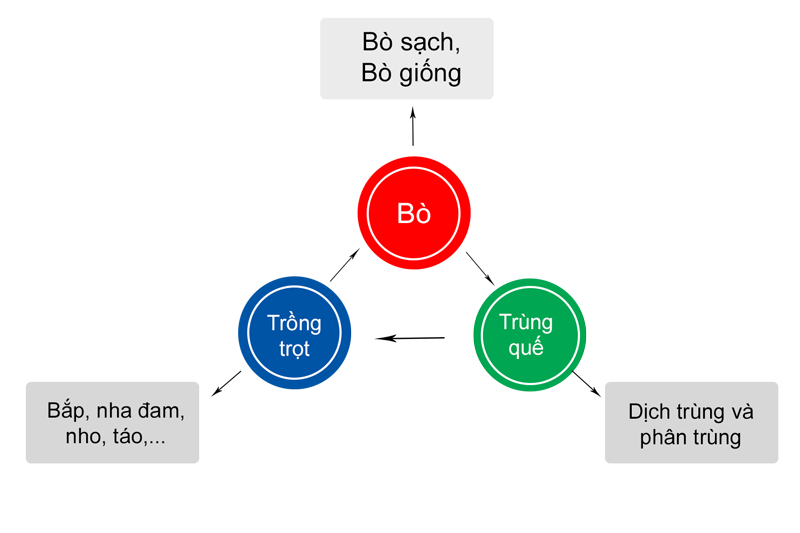 Bò sạch,
Bò giống
Bò
Trồng
trọt
Trùng
quế
Bắp, nha đam,
nho, táo,...
Dịch trùng và
phân trùng